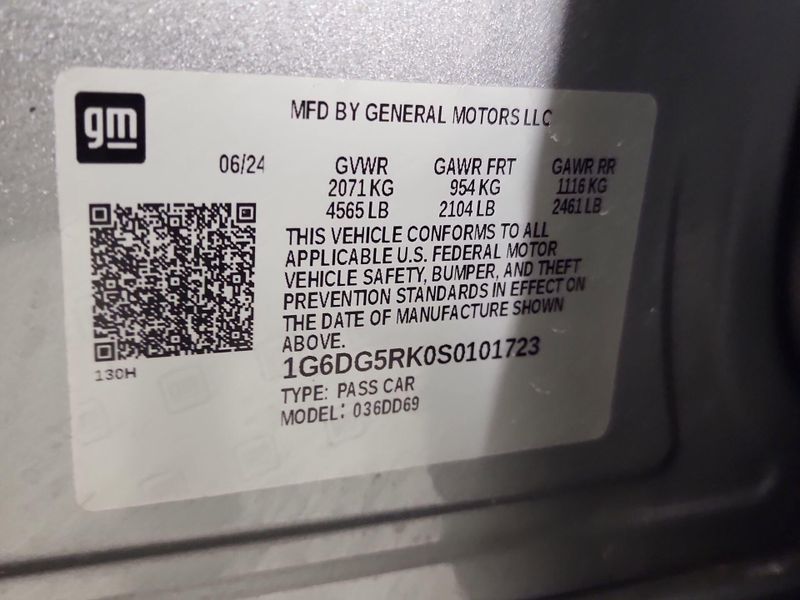 gm
MFD BY GENERAL MOTORS LLC
06/24 GVWR GAWR FRT GAWR RR
2071 KG 954 KG 1116 KG
4565 LB 2104 LB 2461 LB
THIS VEHICLE CONFORMS TO ALL
APPLICABLE U.S. FEDERAL MOTOR
VEHICLE SAFETY, BUMPER, AND THEFT
PREVENTION STANDARDS IN EFFECT ON
THE DATE OF MANUFACTURE SHOWN
ABOVE.
130H
1G6DG5RK0S0101723
TYPE: PASS CAR
MODEL: 036DD69